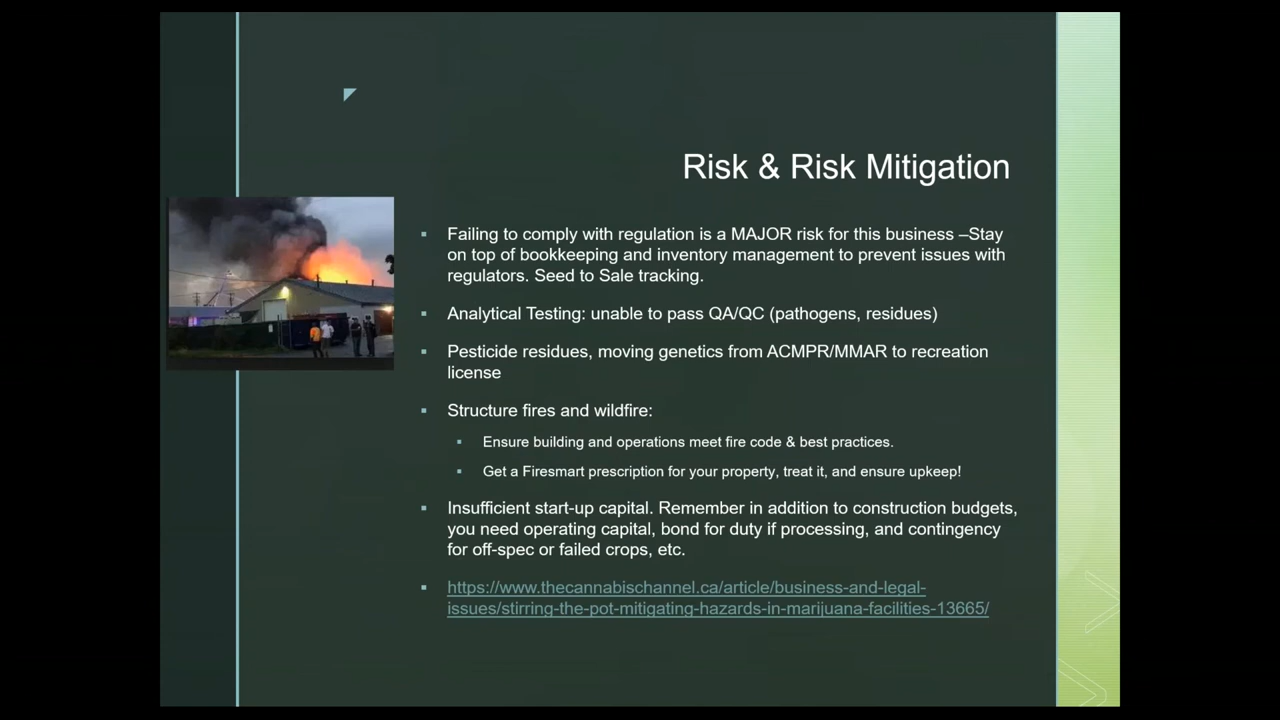 Risk & Risk Mitigation
▪ Failing to comply with regulation is a MAJOR risk for this business –Stay
on top of bookkeeping and inventory management to prevent issues with
regulators. Seed to Sale tracking.
▪ Analytical Testing: unable to pass QA/QC (pathogens, residues)
▪ Pesticide residues, moving genetics from ACMPR/MMAR to recreation
license
▪ Structure fires and wildfire:
▪ Ensure building and operations meet fire code & best practices.
▪ Get a Firesmart prescription for your property, treat it, and ensure upkeep!
▪ Insufficient start-up capital. Remember in addition to construction budgets,
you need operating capital, bond for duty if processing, and contingency
for off-spec or failed crops, etc.
▪ https://www.thecannabischannel.ca/article/business-and-legal-
issues/stirring-the-pot-mitigating-hazards-in-marijuana-facilities-13665/